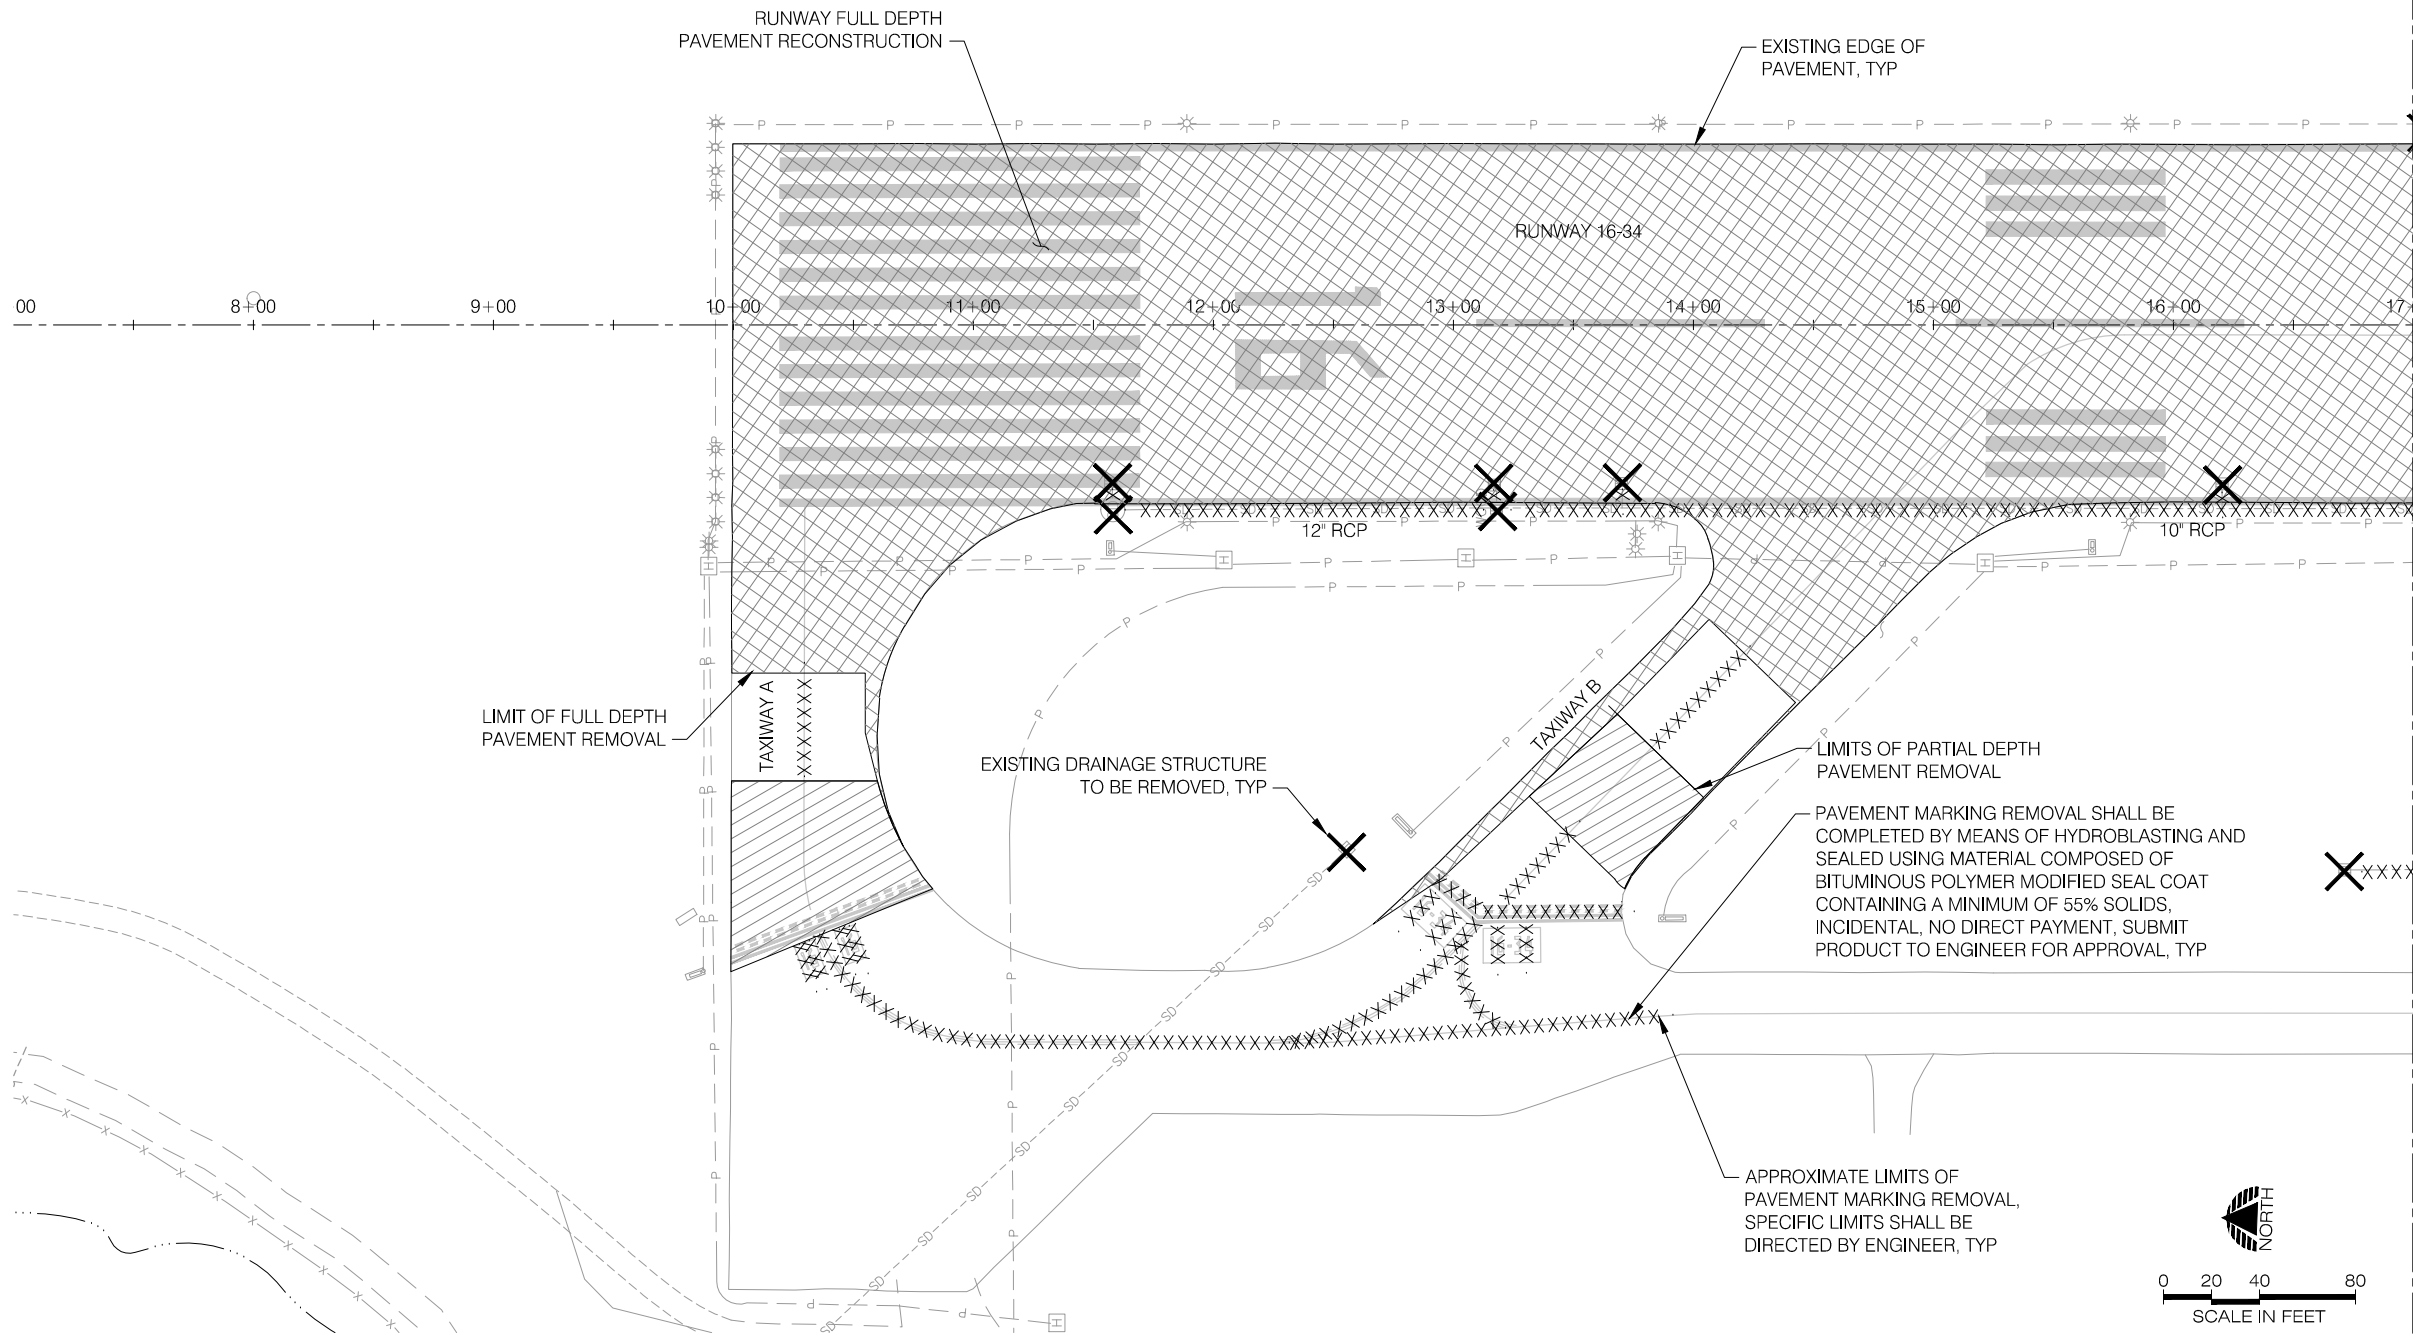 RUNWAY FULL DEPTH
PAVEMENT RECONSTRUCTION
EXISTING EDGE OF
PAVEMENT, TYP
RUNWAY 16-34
00
8+00
9+00
10+00
11+00
12+00
13+00
14+00
15+00
16+00
17
16
12" RCP
10" RCP
LIMIT OF FULL DEPTH
PAVEMENT REMOVAL
TAXIWAY A
TAXIWAY B
EXISTING DRAINAGE STRUCTURE
TO BE REMOVED, TYP
LIMITS OF PARTIAL DEPTH
PAVEMENT REMOVAL
PAVEMENT MARKING REMOVAL SHALL BE
COMPLETED BY MEANS OF HYDROBLASTING AND
SEALED USING MATERIAL COMPOSED OF
BITUMINOUS POLYMER MODIFIED SEAL COAT
CONTAINING A MINIMUM OF 55% SOLIDS,
INCIDENTAL, NO DIRECT PAYMENT, SUBMIT
PRODUCT TO ENGINEER FOR APPROVAL, TYP
APPROXIMATE LIMITS OF
PAVEMENT MARKING REMOVAL,
SPECIFIC LIMITS SHALL BE
DIRECTED BY ENGINEER, TYP
NORTH
0 20 40 80
SCALE IN FEET